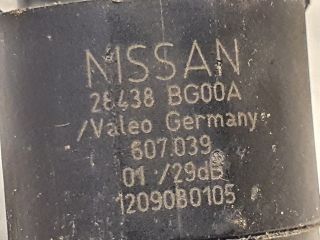 NISSAN
28438 BG00A
/Valeo Germany
607.039
01 /29dB
1209080105